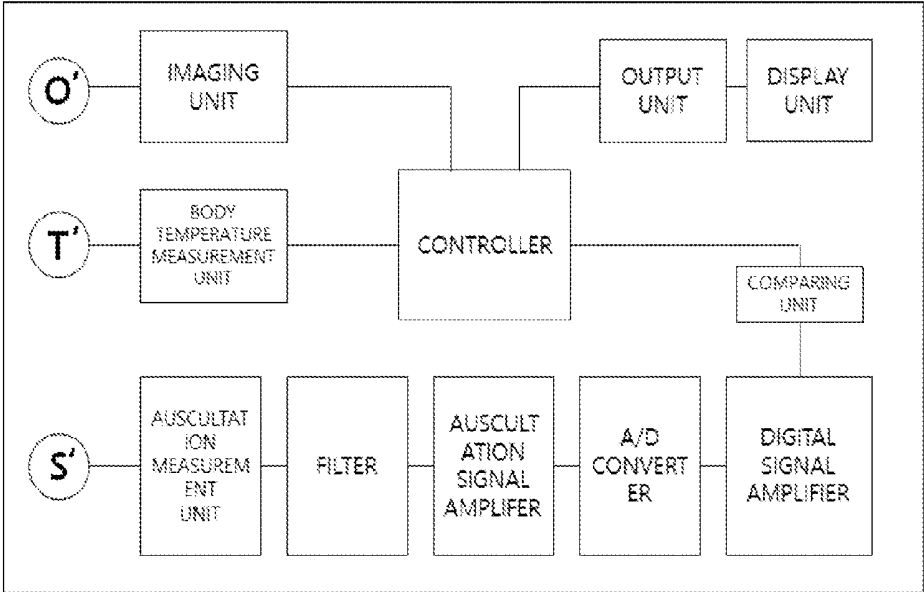 O'
IMAGING
UNIT
OUTPUT
UNIT
DISPLAY
UNIT
T'
BODY
TEMPERATURE
MEASUREMENT
UNIT
CONTROLLER
COMPARING
UNIT
S'
AUSCULTAT
ION
MEASUREM
ENT
UNIT
FILTER
AUSCULT
ATION
SIGNAL
AMPLIFER
A/D
CONVERT
ER
DIGITAL
SIGNAL
AMPLIFIER